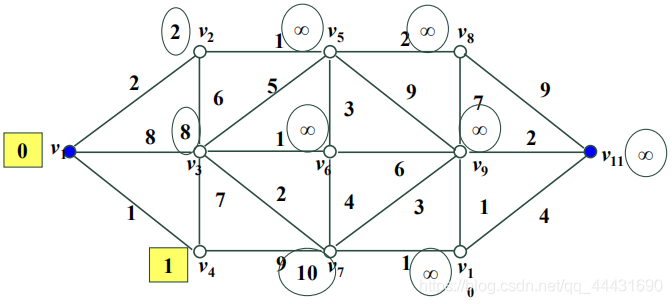 2 ∞ ∞
v2 v5 v8
1 2
2 6 5 3 9 7 9
0 v1 8 8 1 ∞ ∞ 2 v11 ∞
v3 v6 6 v9
1 7 2 4 3 1 4
1 v4 9 10 v7 1 ∞ v1
0
https://blog.csdn.net/qq_44431690